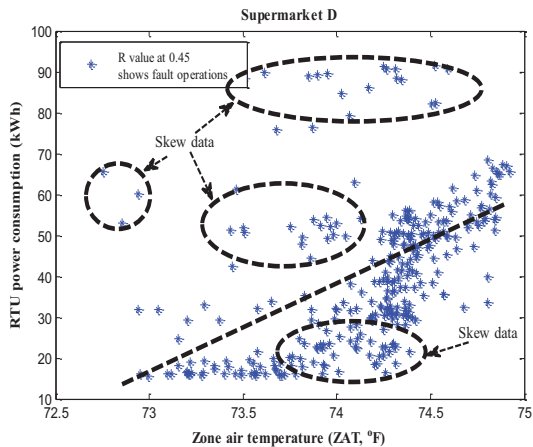 Supermarket D
100
90
80
70
60
50
40
30
20
10
R value at 0.45
shows fault operations
Skew data
Skew data
72.5
73
73.5
74
74.5
75
RTU power consumption (kWh)
Zone air temperature (ZAT, °F)